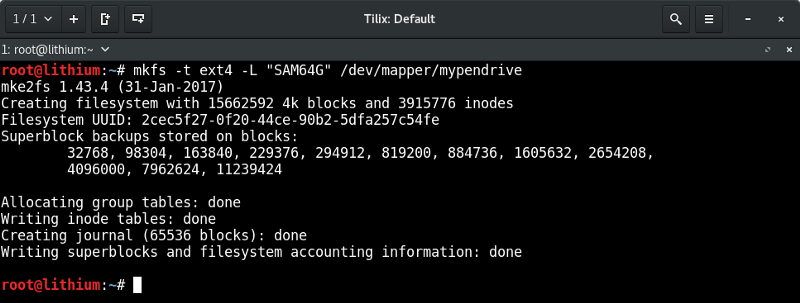 1 / 1
Tilix: Default
1: root@lithium:~
root@lithium:~# mkfs -t ext4 -L "SAM64G" /dev/mapper/mypendrive
mke2fs 1.43.4 (31-Jan-2017)
Creating filesystem with 15662592 4k blocks and 3915776 inodes
Filesystem UUID: 2cec5f27-0f20-44ce-90b2-5dfa257c54fe
Superblock backups stored on blocks:
32768, 98304, 163840, 229376, 294912, 819200, 884736, 1605632, 2654208,
4096000, 7962624, 11239424
Allocating group tables: done
Writing inode tables: done
Creating journal (65536 blocks): done
Writing superblocks and filesystem accounting information: done
root@lithium:~#